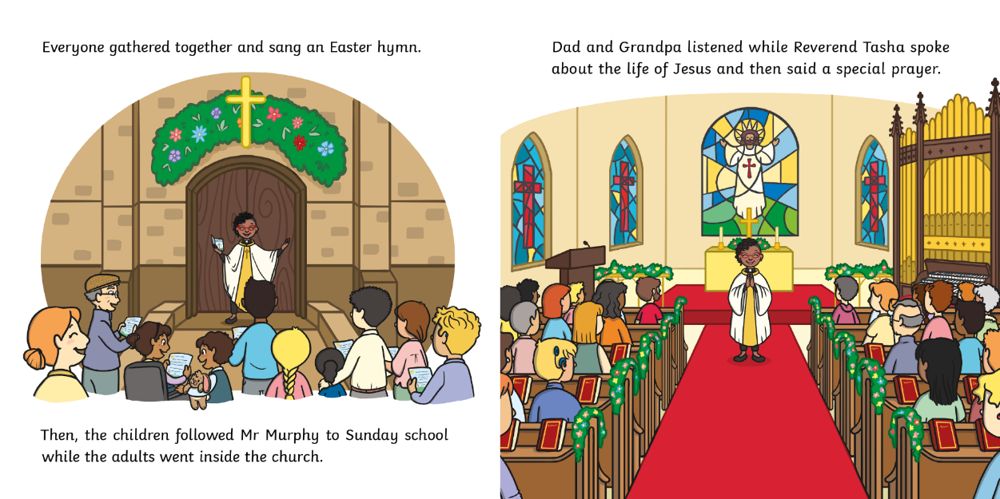 Everyone gathered together and sang an Easter hymn.
Then, the children followed Mr Murphy to Sunday school
while the adults went inside the church.
Dad and Grandpa listened while Reverend Tasha spoke
about the life of Jesus and then said a special prayer.